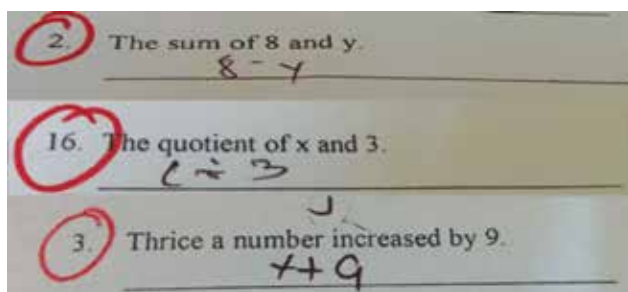 2. The sum of 8 and y.
8 - y
16. The quotient of x and 3.
÷ 3
3. Thrice a number increased by 9.
x+9